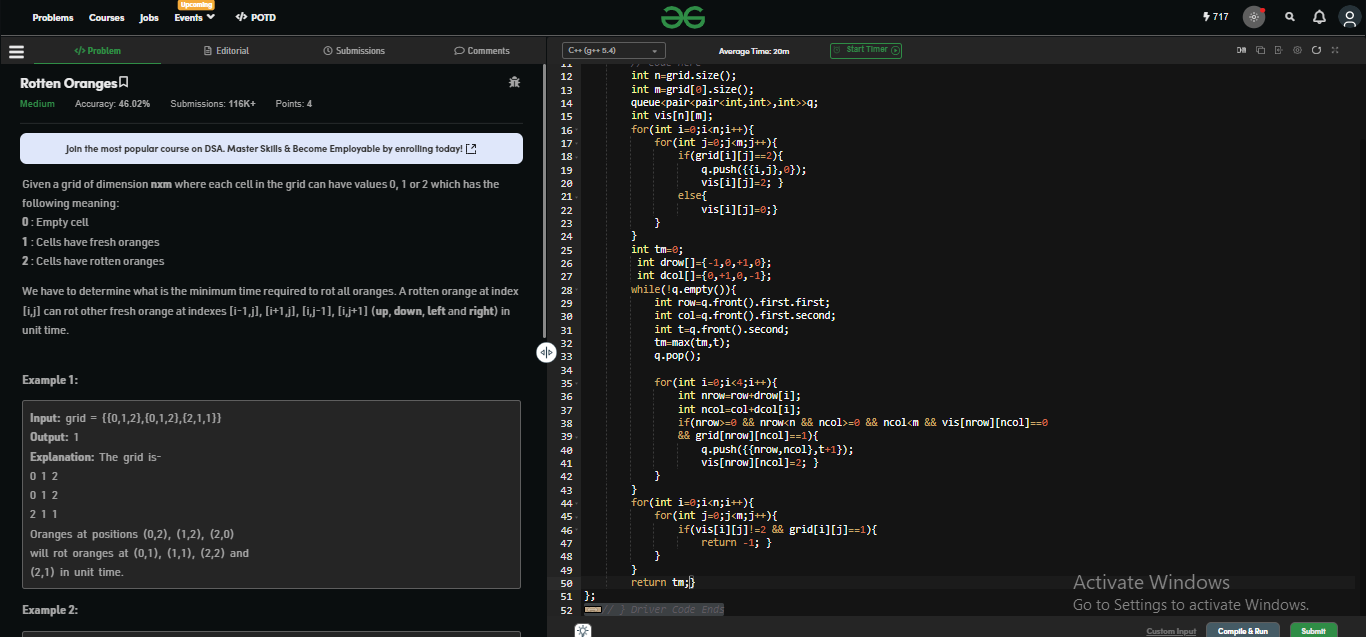 Problems Courses Jobs Events POTD
Upcoming
717
</> Problem Editorial Submissions Comments
C++ (g++ 5.4) Average Time: 20m Start Timer
Rotten Oranges
Medium Accuracy: 46.02% Submissions: 116K+ Points: 4
Join the most popular course on DSA. Master Skills & Become Employable by enrolling today!
Given a grid of dimension nxm where each cell in the grid can have values 0, 1 or 2 which has the
following meaning:
0 : Empty cell
1 : Cells have fresh oranges
2 : Cells have rotten oranges
We have to determine what is the minimum time required to rot all oranges. A rotten orange at index
[i,j] can rot other fresh orange at indexes [i-1,j], [i+1,j], [i,j-1], [i,j+1] (up, down, left and right) in
unit time.
Example 1:
Input: grid = {{0,1,2},{0,1,2},{2,1,1}}
Output: 1
Explanation: The grid is-
0 1 2
0 1 2
2 1 1
Oranges at positions (0,2), (1,2), (2,0)
will rot oranges at (0,1), (1,1), (2,2) and
(2,1) in unit time.
Example 2:
11 // Code here
12 int n=grid.size();
13 int m=grid[0].size();
14 queue<pair<pair<int,int>,int>>q;
15 int vis[n][m];
16 for(int i=0;i<n;i++){
17 for(int j=0;j<m;j++){
18 if(grid[i][j]==2){
19 q.push({{i,j},0});
20 vis[i][j]=2; }
21 else{
22 vis[i][j]=0;}
23 }
24 }
25 int tm=0;
26 int drow[]={-1,0,+1,0};
27 int dcol[]={0,+1,0,-1};
28 while(!q.empty()){
29 int row=q.front().first.first;
30 int col=q.front().first.second;
31 int t=q.front().second;
32 tm=max(tm,t);
33 q.pop();
34
35 for(int i=0;i<4;i++){
36 int nrow=row+drow[i];
37 int ncol=col+dcol[i];
38 if(nrow>=0 && nrow<n && ncol>=0 && ncol<m && vis[nrow][ncol]==0
39 && grid[nrow][ncol]==1){
40 q.push({{nrow,ncol},t+1});
41 vis[nrow][ncol]=2; }
42 }
43 }
44 for(int i=0;i<n;i++){
45 for(int j=0;j<m;j++){
46 if(vis[i][j]!=2 && grid[i][j]==1){
47 return -1; }
48 }
49 }
50 return tm;}
51 };
52 // } Driver Code Ends
Activate Windows
Go to Settings to activate Windows.
Custom Input Compile & Run Submit